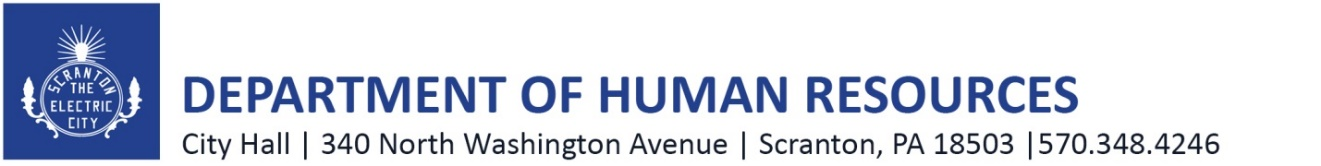 SCRANTON
THE
ELECTRIC
CITY
DEPARTMENT OF HUMAN RESOURCES
City Hall | 340 North Washington Avenue | Scranton, PA 18503 |570.348.4246